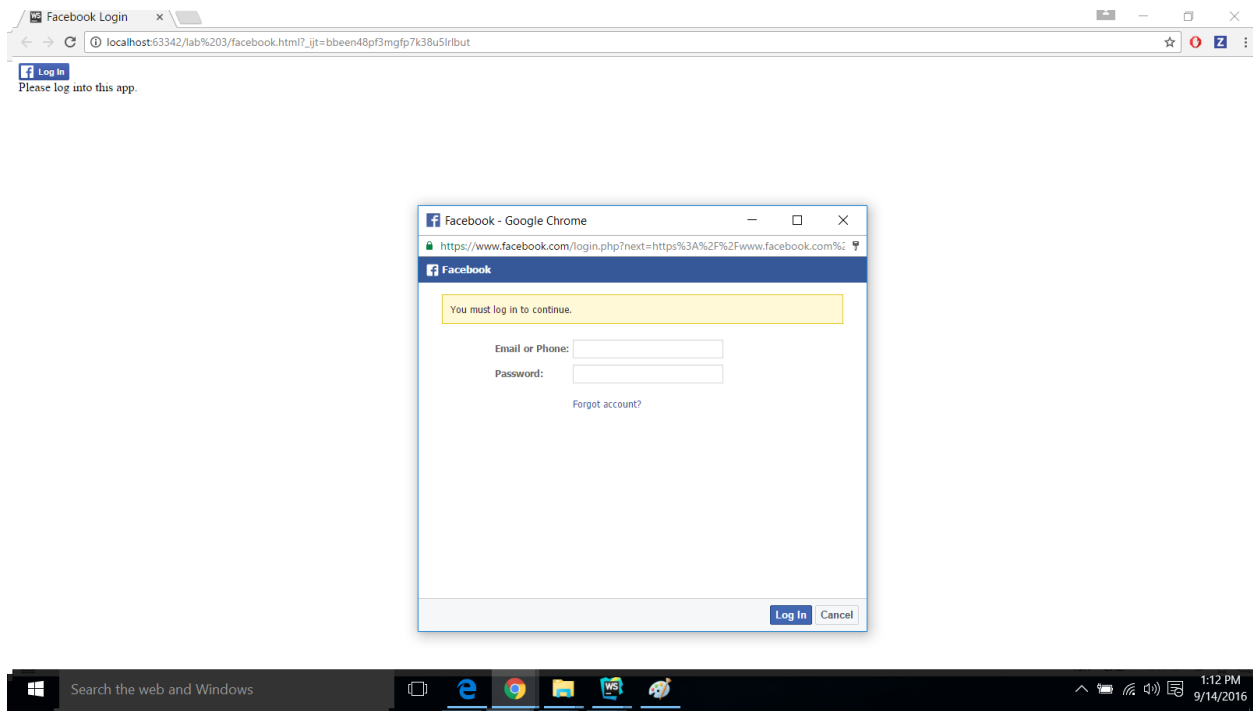 Facebook Login
localhost:63342/lab%203/facebook.html?_ijt=bbeen48pf3mgfp7k38u5lrlbut
Log In
Please log into this app.
Facebook - Google Chrome
https://www.facebook.com/login.php?next=https%3A%2F%2Fwww.facebook.com%2
Facebook
You must log in to continue.
Email or Phone:
Password:
Forgot account?
Log In Cancel
Search the web and Windows
1:12 PM
9/14/2016